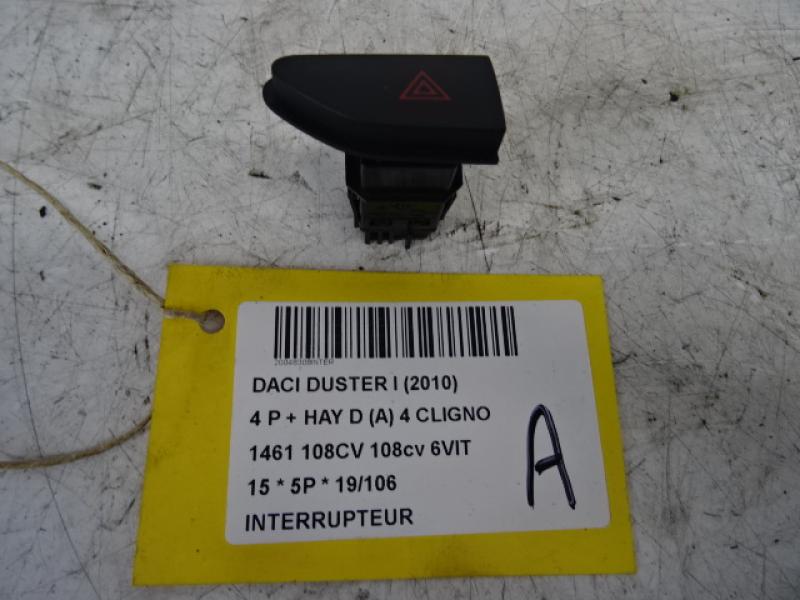 DACI DUSTER I (2010)
4 P + HAY D (A) 4 CLIGNO
1461 108CV 108cv 6VIT
15 * 5P * 19/106
INTERRUPTEUR
A